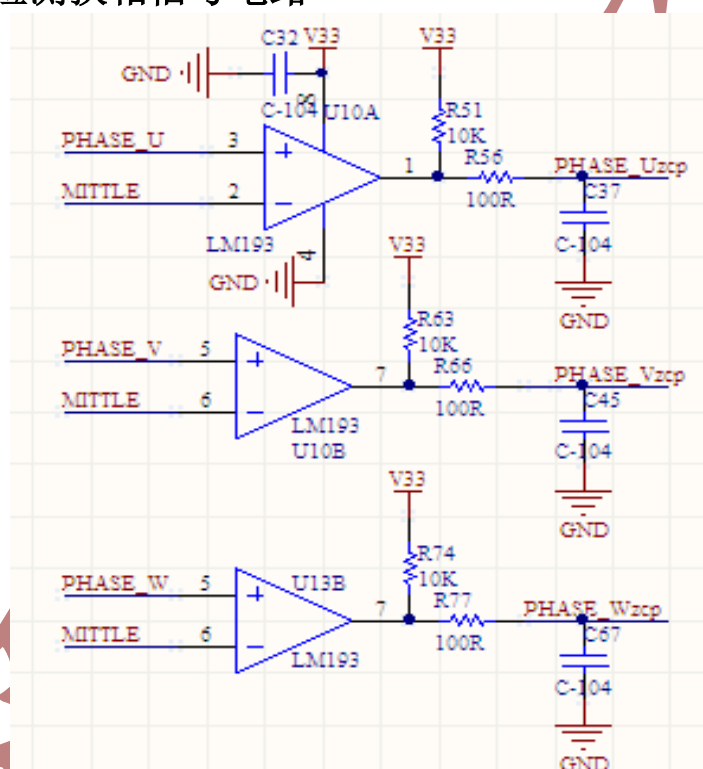 C32 V33 V33
GND
C-104 8 U10A
R51
10K
PHASE_U 3
1
R56
PHASE_Uzcp
MITTLE 2
100R
C37
LM193
4
V33
C-104
GND
GND
R63
10K
PHASE_V 5
7
R66
PHASE_Vzcp
MITTLE 6
100R
C45
LM193
U10B
C-104
V33
GND
R74
10K
PHASE_W 5
U13B
7
R77
PHASE_Wzcp
MITTLE 6
100R
C67
LM193
C-104
GND